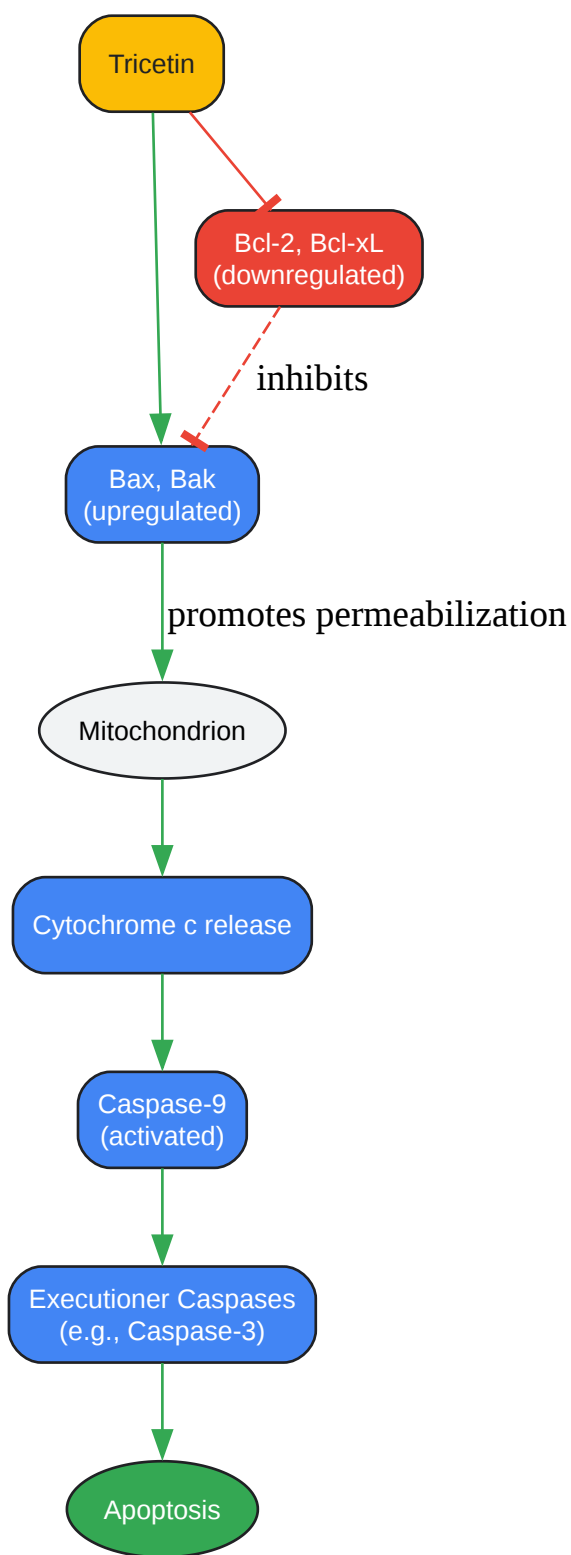 Tricetin
Bcl-2, Bcl-xL
(downregulated)
inhibits
Bax, Bak
(upregulated)
promotes permeabilization
Mitochondrion
Cytochrome c release
Caspase-9
(activated)
Executioner Caspases
(e.g., Caspase-3)
Apoptosis